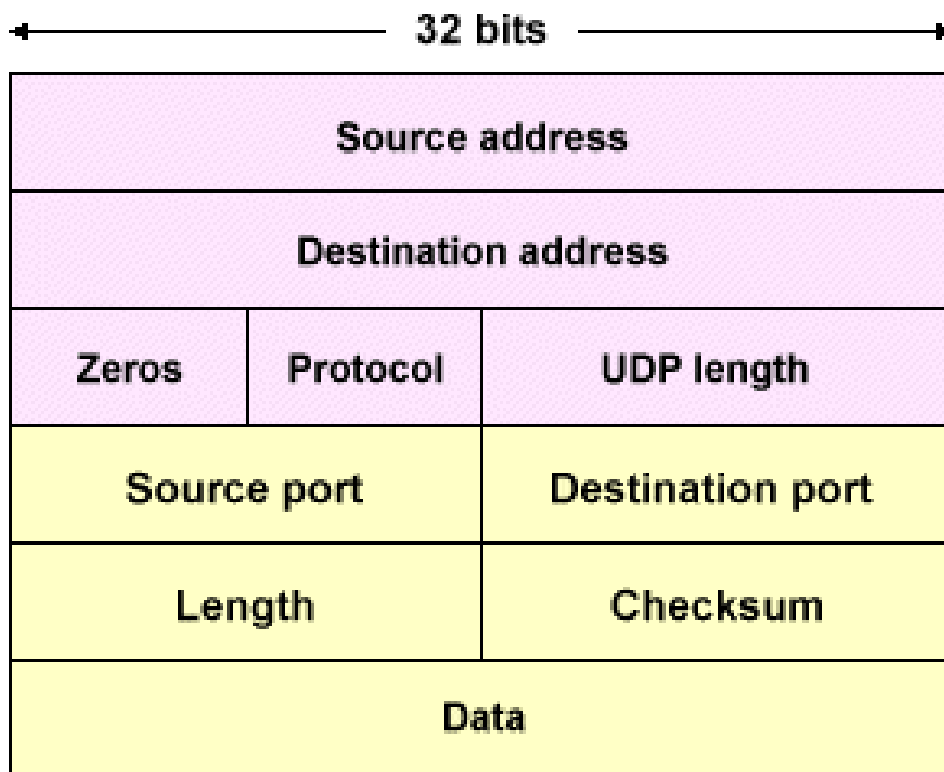 32 bits
Source address
Destination address
Zeros Protocol UDP length
Source port Destination port
Length Checksum
Data